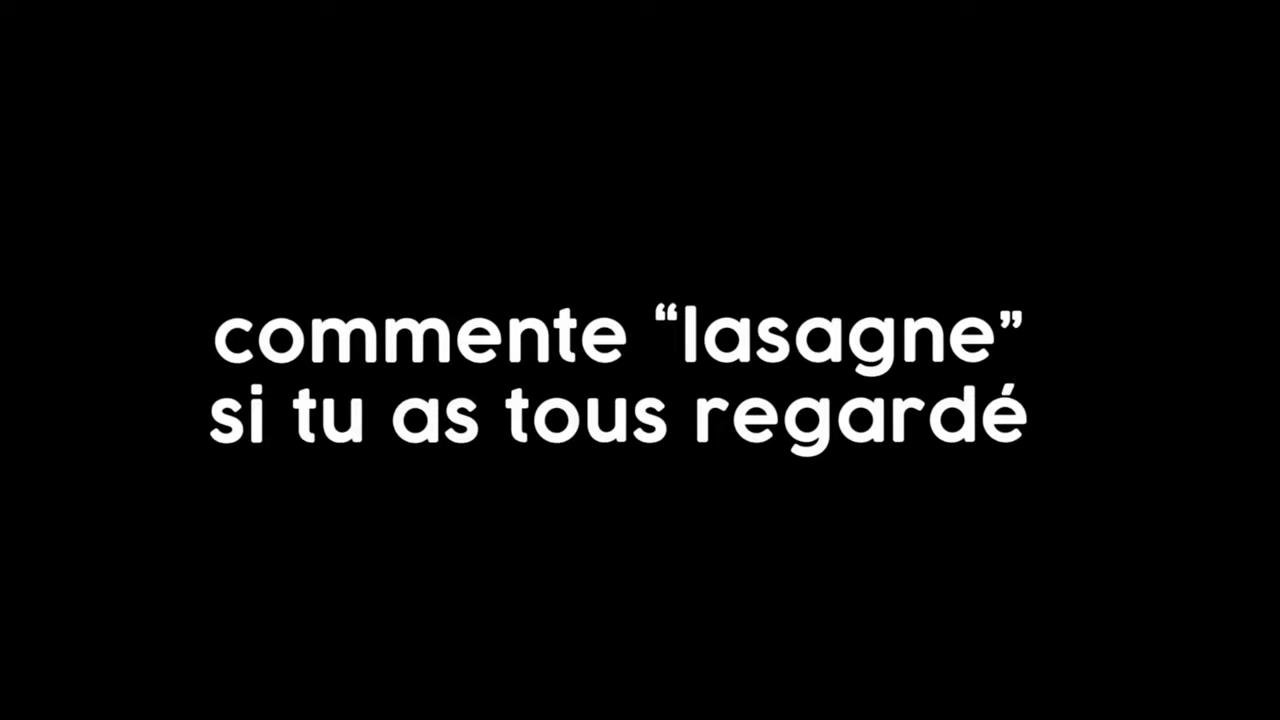 commente “lasagne”
si tu as tous regardé